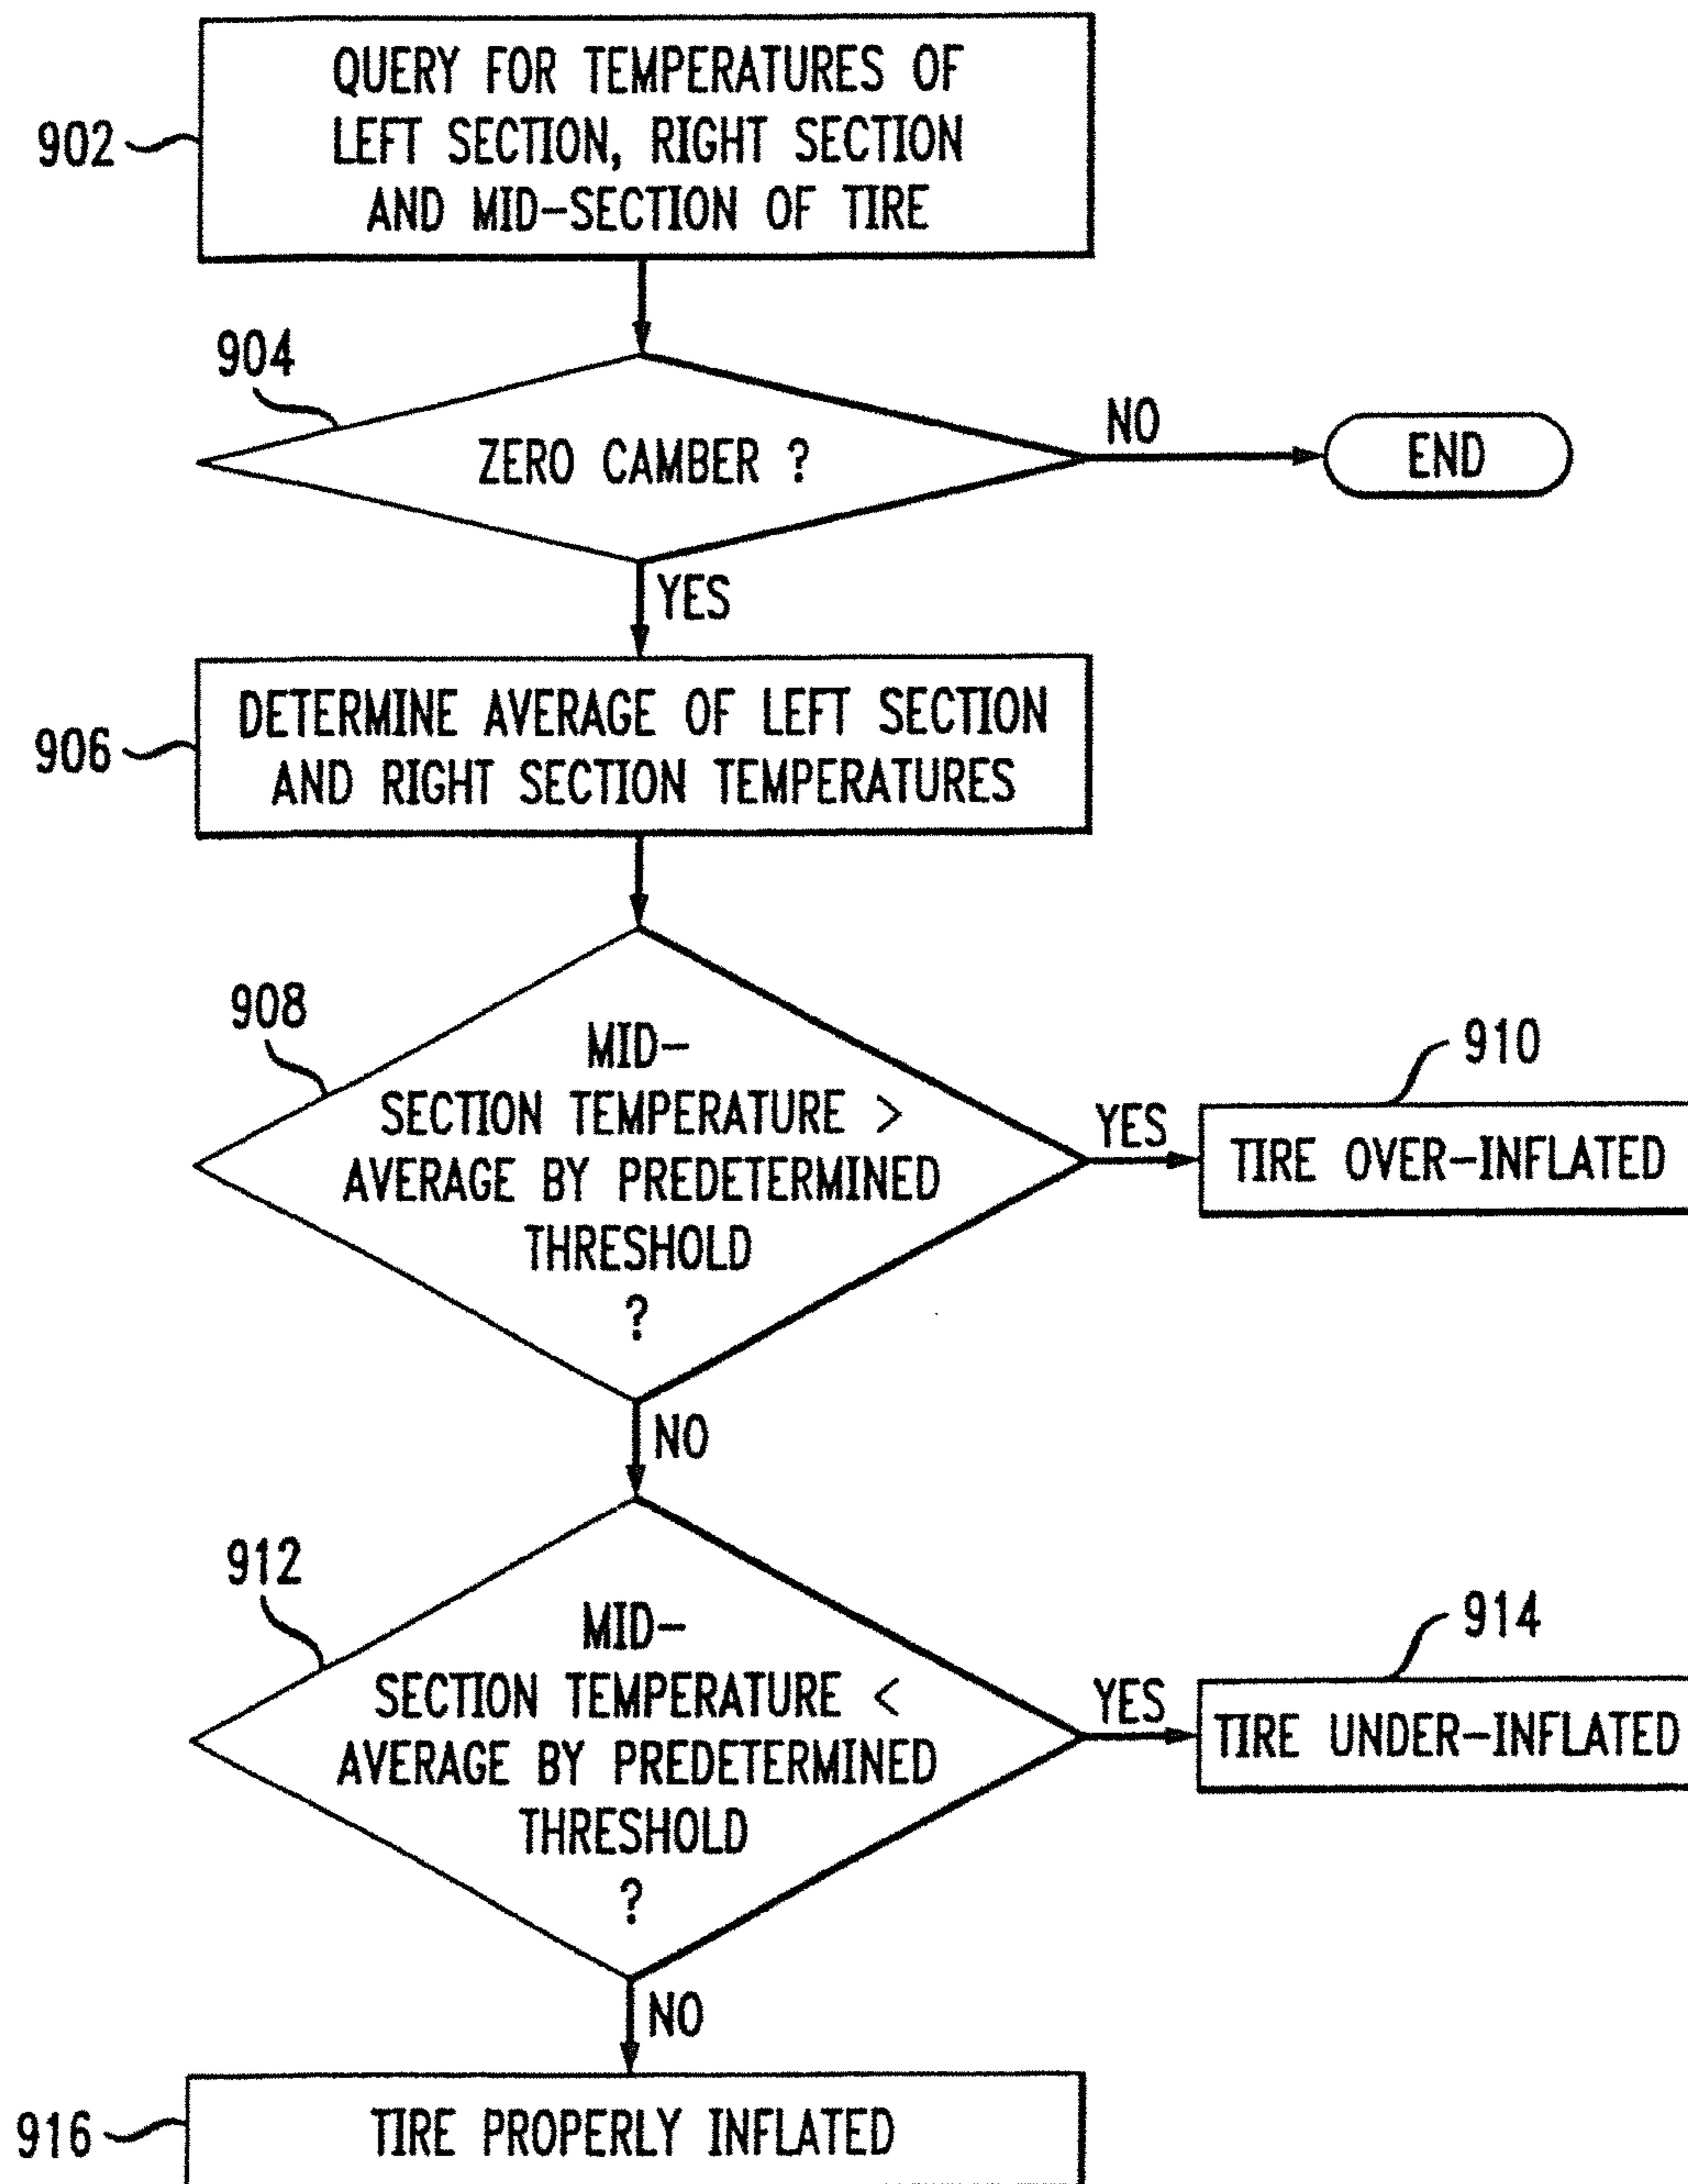 902
QUERY FOR TEMPERATURES OF
LEFT SECTION, RIGHT SECTION
AND MID-SECTION OF TIRE
904
ZERO CAMBER ?
NO
END
YES
906
DETERMINE AVERAGE OF LEFT SECTION
AND RIGHT SECTION TEMPERATURES
908
MID-
SECTION TEMPERATURE >
AVERAGE BY PREDETERMINED
THRESHOLD
?
YES
910
TIRE OVER-INFLATED
NO
912
MID-
SECTION TEMPERATURE <
AVERAGE BY PREDETERMINED
THRESHOLD
?
YES
914
TIRE UNDER-INFLATED
NO
916
TIRE PROPERLY INFLATED